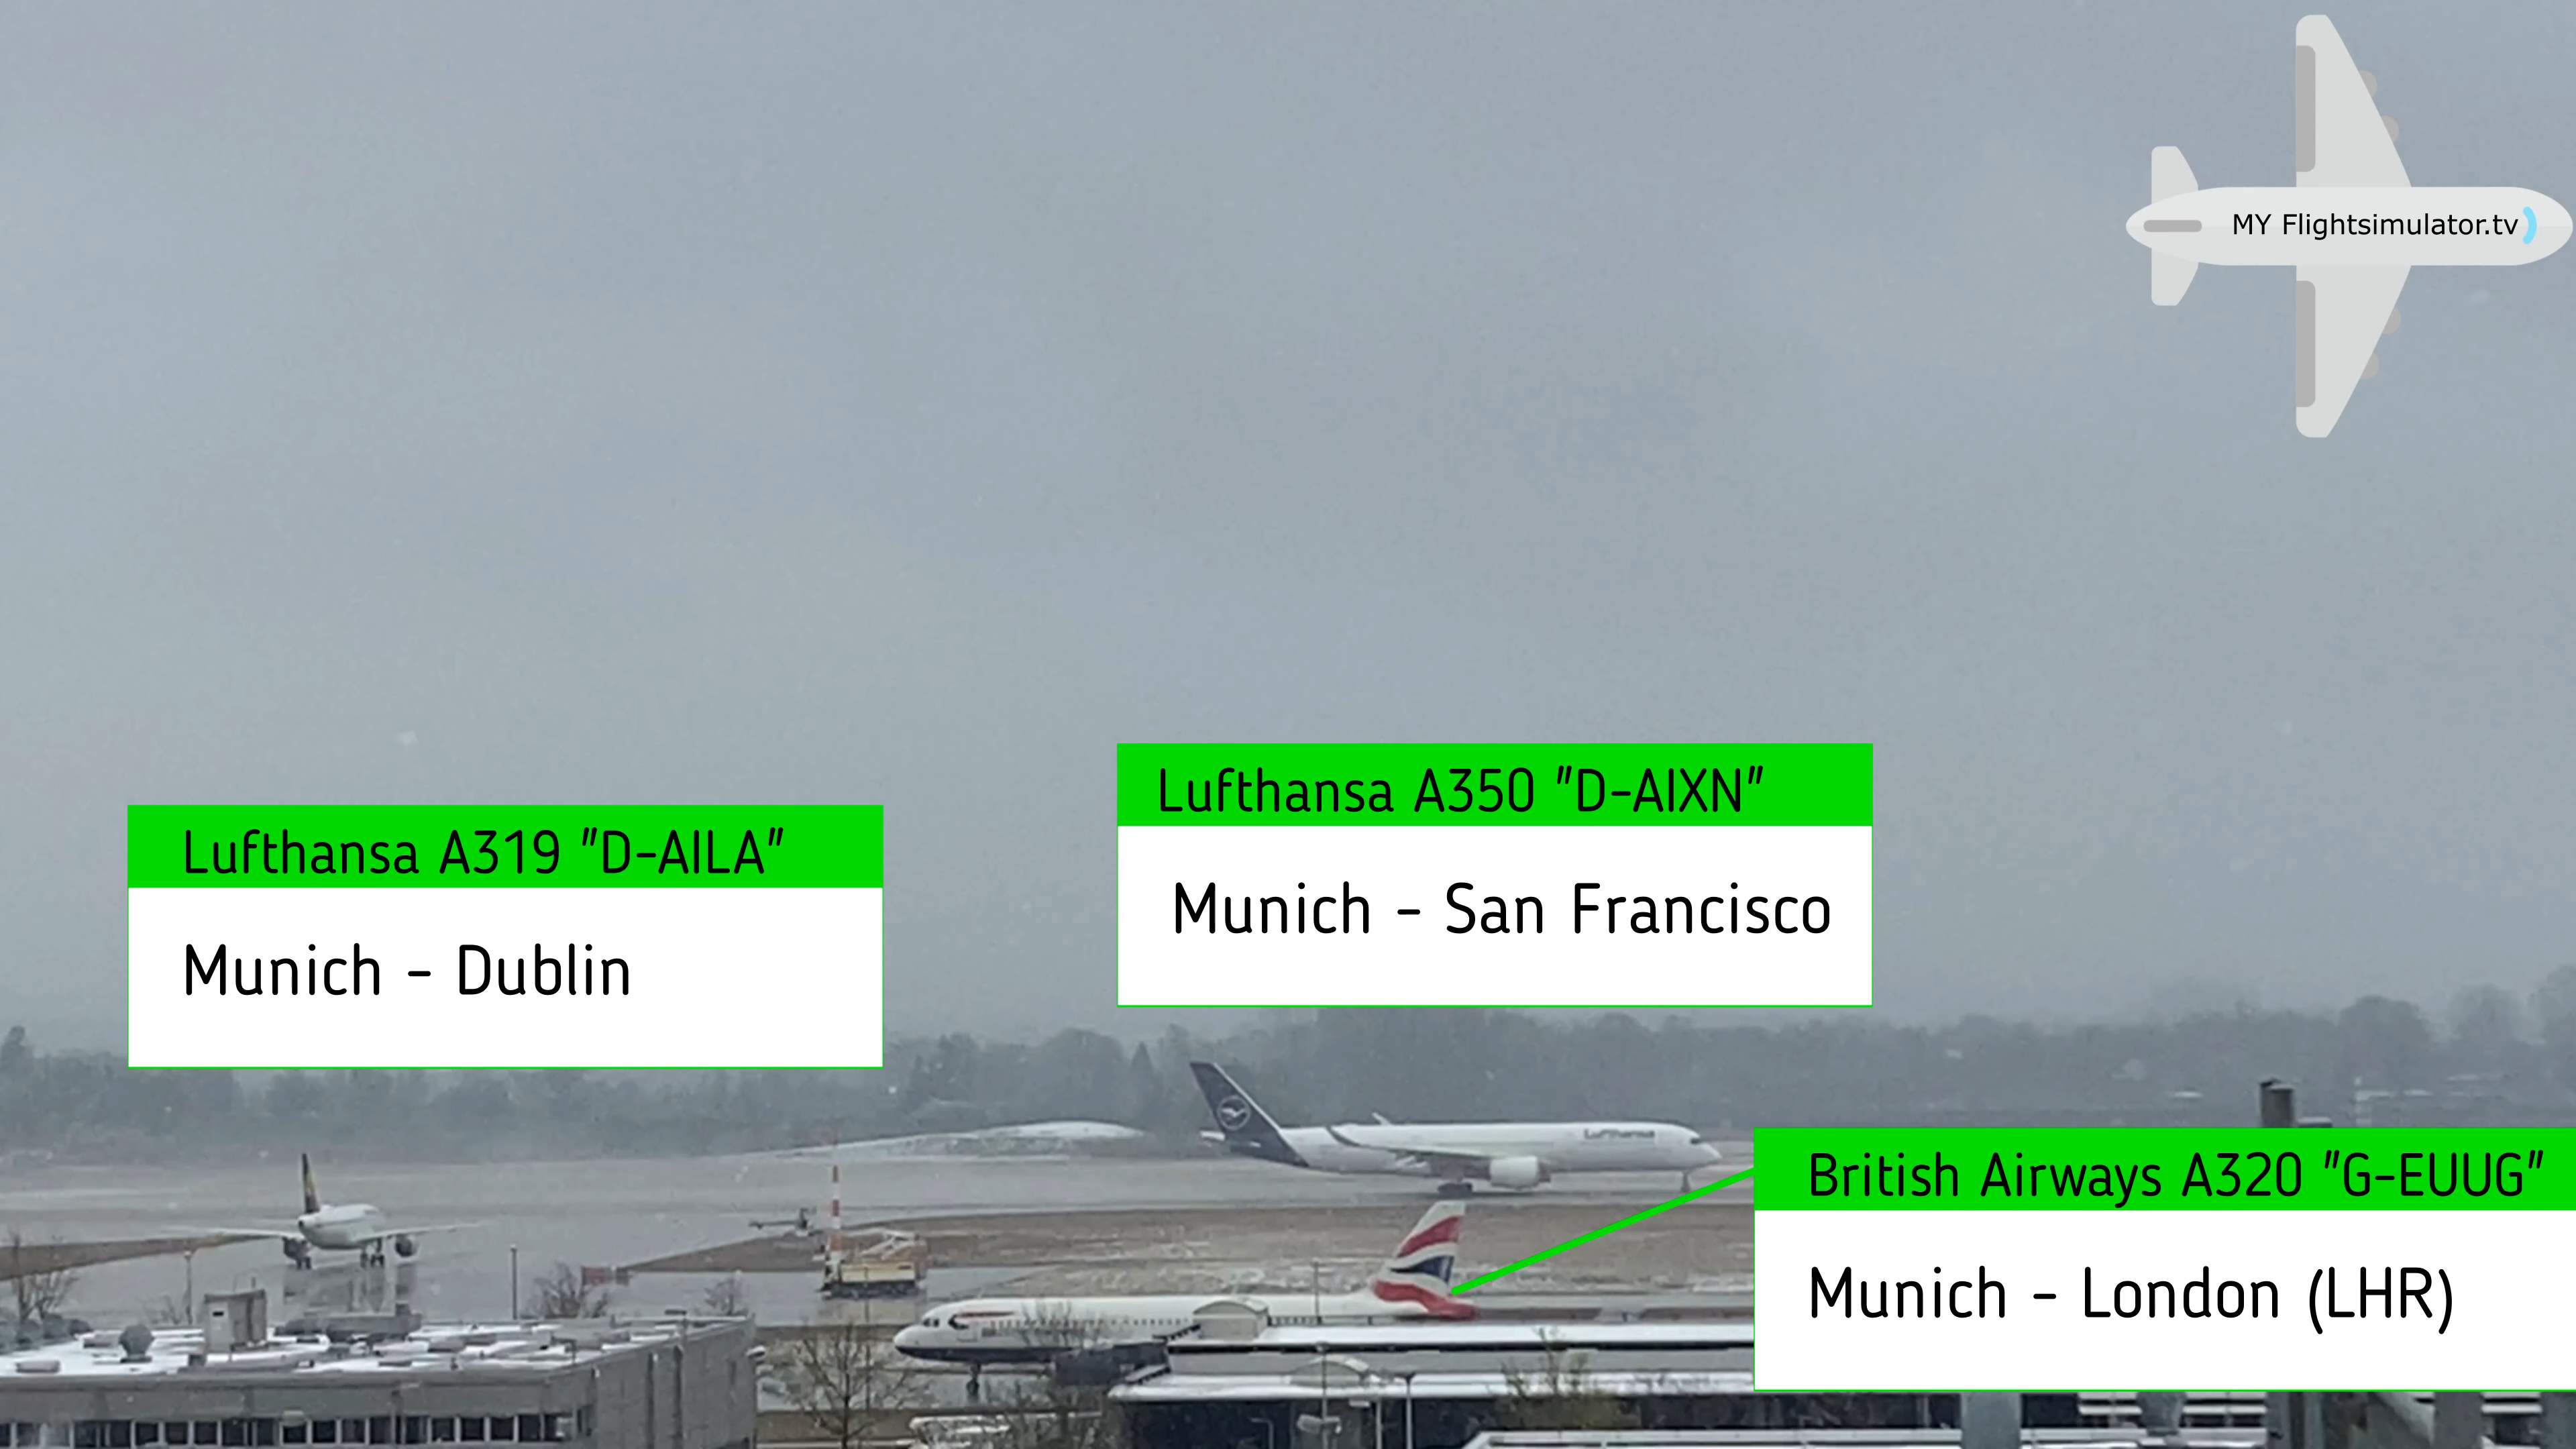 MY Flightsimulator.tv
Lufthansa A350 "D-AIXN"
Munich - San Francisco
Lufthansa A319 "D-AILA"
Munich - Dublin
Lufthansa
British Airways A320 "G-EUUG"
Munich - London (LHR)